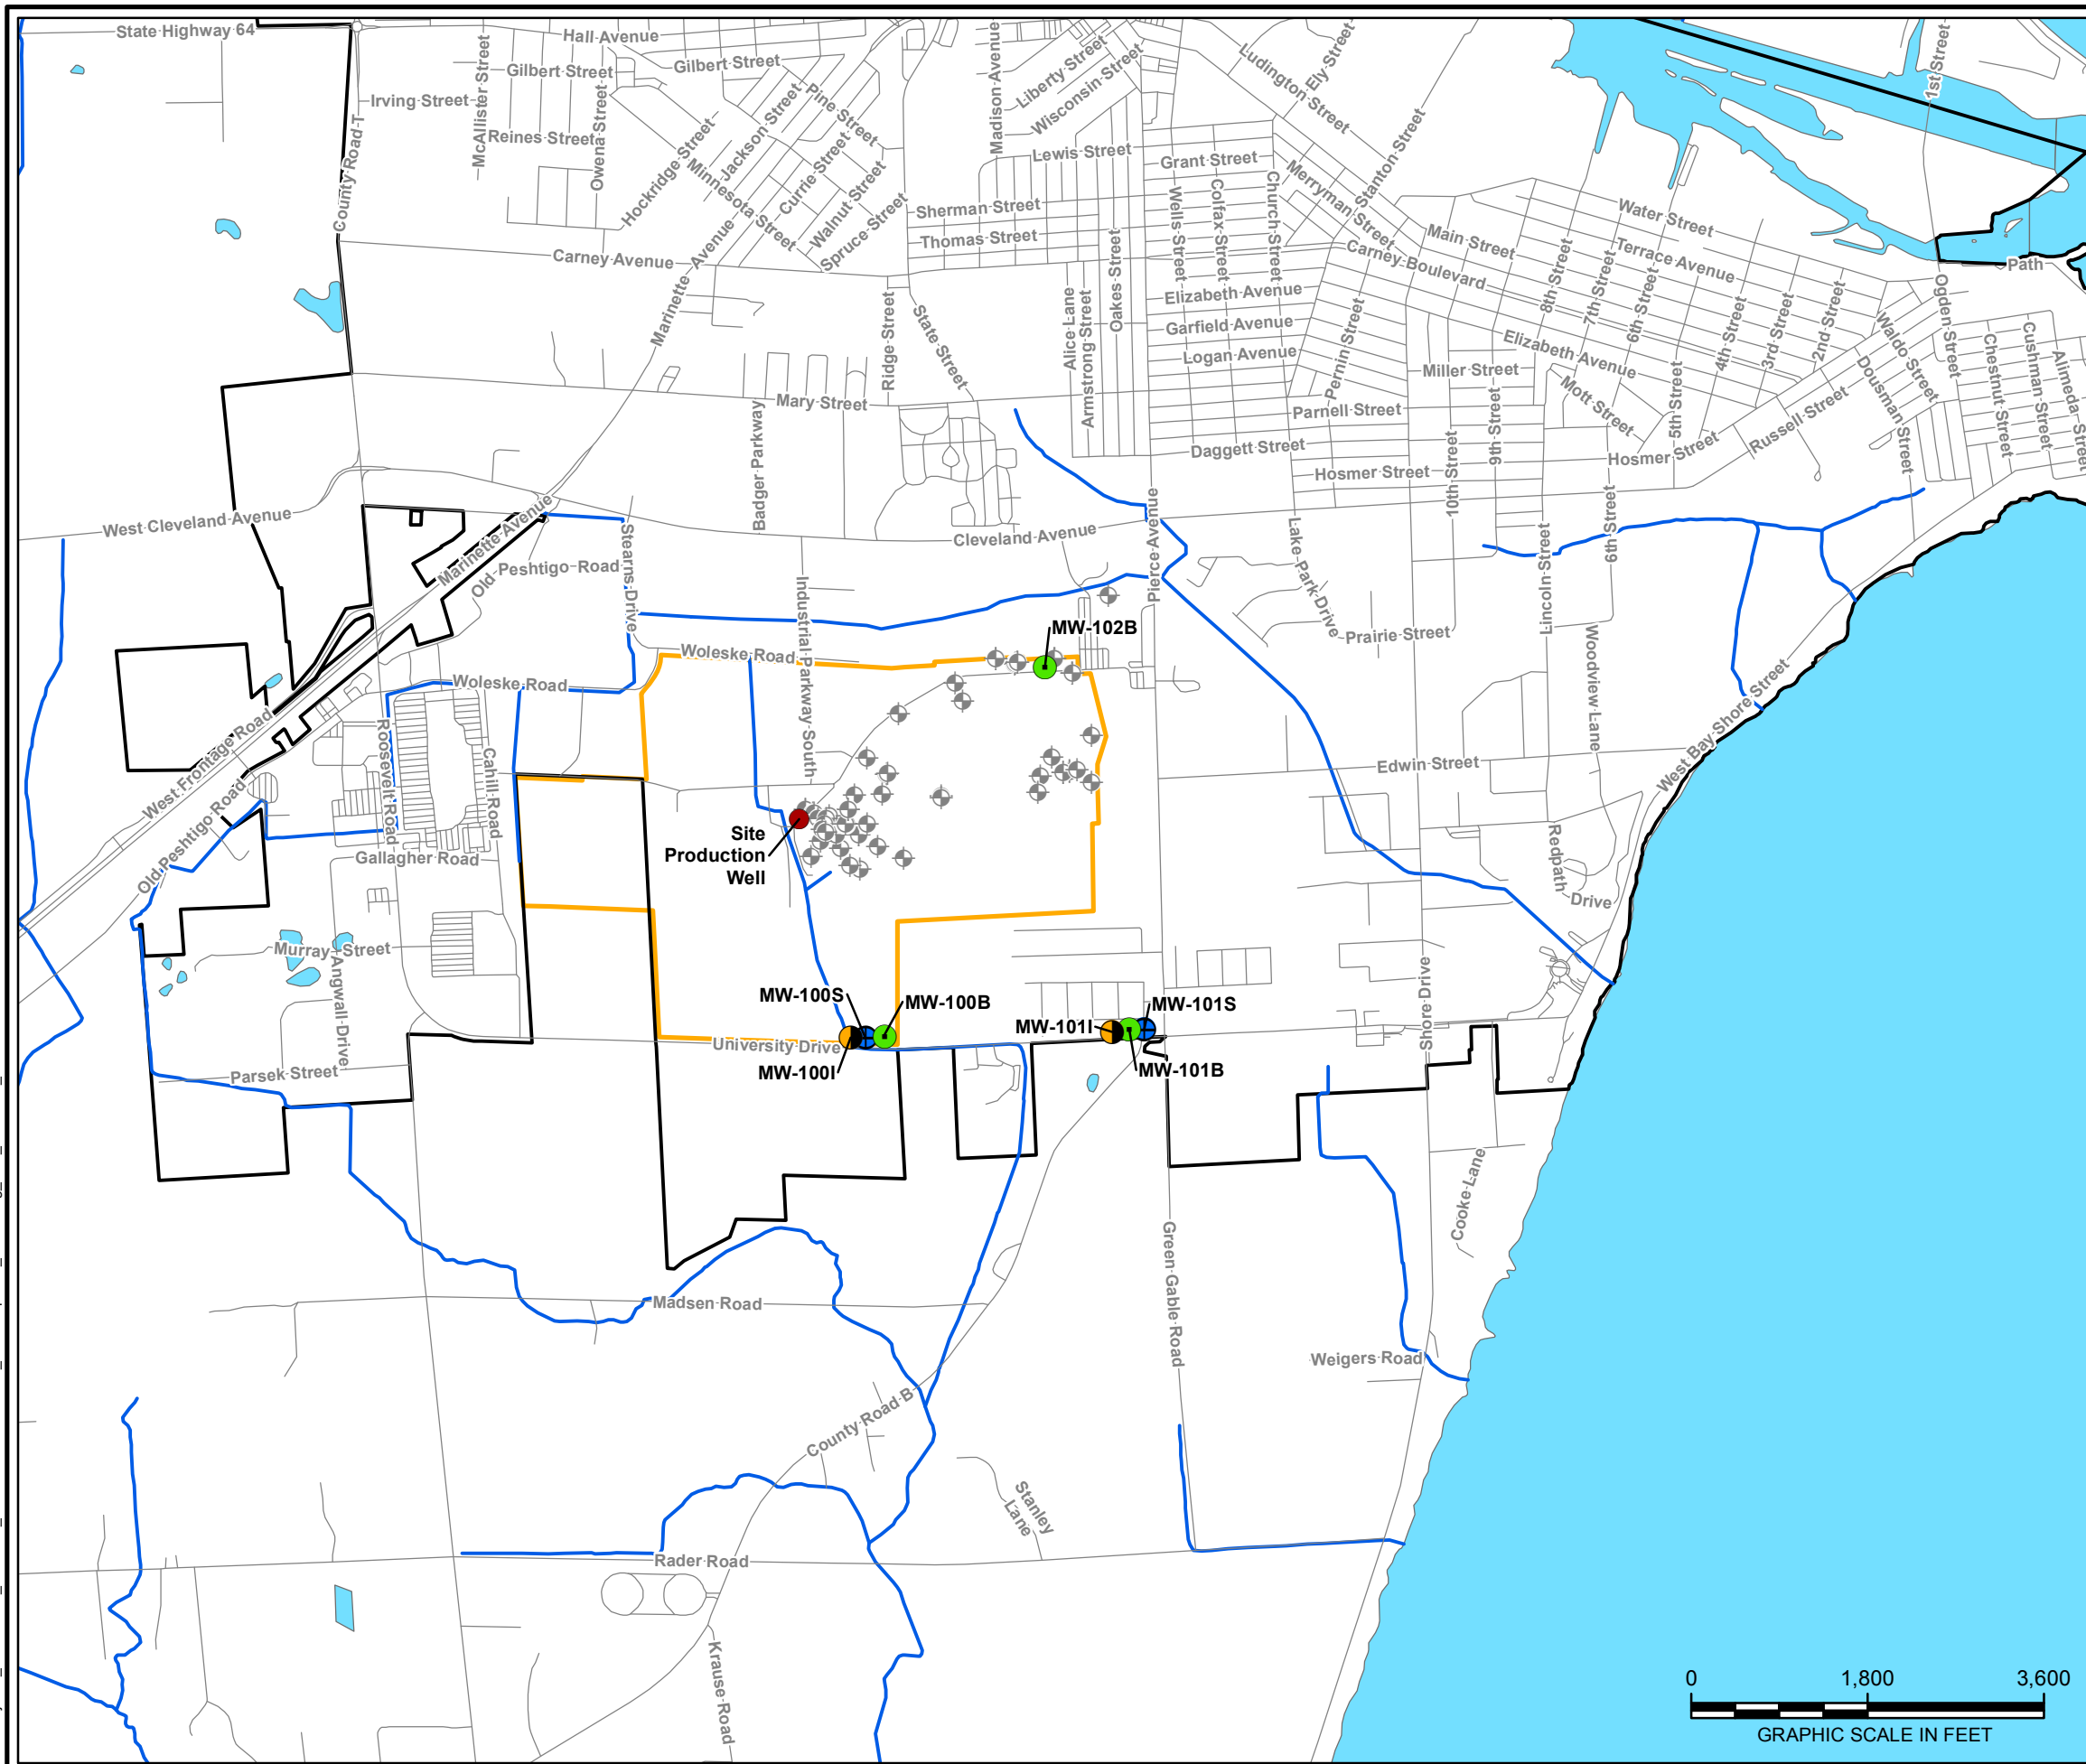 State Highway 64
Hall Avenue
Gilbert Street
Gilbert Street
Irving Street
McAllister Street
Reines Street
Owena Street
County Road T
Hockridge Street
Jackson Street
Pine Street
Minnesota Street
Currie Street
Walnut Street
Spruce Street
Carney Avenue
Marinette Avenue
Madison Avenue
Liberty Street
Wisconsin Street
Lewis Street
Sherman Street
Thomas Street
Ludington Street
Ely Street
Stanton Street
Grant Street
Merryman Street
Wells Street
Colfax Street
Church Street
1st Street
Water Street
Main Street
Terrace Avenue
Carney Boulevard
Path
Ridge Street
State Street
Alice Lane
Armstrong Street
Oakes Street
Elizabeth Avenue
Garfield Avenue
Logan Avenue
Pernin Street
8th Street
7th Street
6th Street
4th Street
3rd Street
2nd Street
Elizabeth Avenue
Miller Street
Mott Street
5th Street
Waldo Street
Ogden Street
Dousman Street
Chestnut Street
Cushman Street
Alimeda Street
Mary Street
Parnell Street
Daggett Street
Hosmer Street
Hosmer Street
Russell Street
10th Street
9th Street
Badger Parkway
West Cleveland Avenue
Marinette Avenue
Old Peshtigo Road
Stearns Drive
Cleveland Avenue
Pierce Avenue
Lake Park Drive
Lincoln Street
6th Street
Industrial Parkway South
Prairie Street
Woodview Lane
MW-102B
Woleske Road
Woleske Road
West Bay Shore Street
West Frontage Road
Roosevelt Road
Cahill Road
Edwin Street
Old Peshtigo Road
Site
Production
Well
Gallagher Road
Redpath
Drive
Murray Street
Angwall Drive
Shore Drive
MW-100S
MW-100B
MW-101S
MW-101I
University Drive
MW-100I
MW-101B
Parsek Street
Cooke Lane
Green Gable Road
Madsen Road
Weigers Road
County Road B
Stanley
Lane
Rader Road
Krause Road
0 1,800 3,600
GRAPHIC SCALE IN FEET